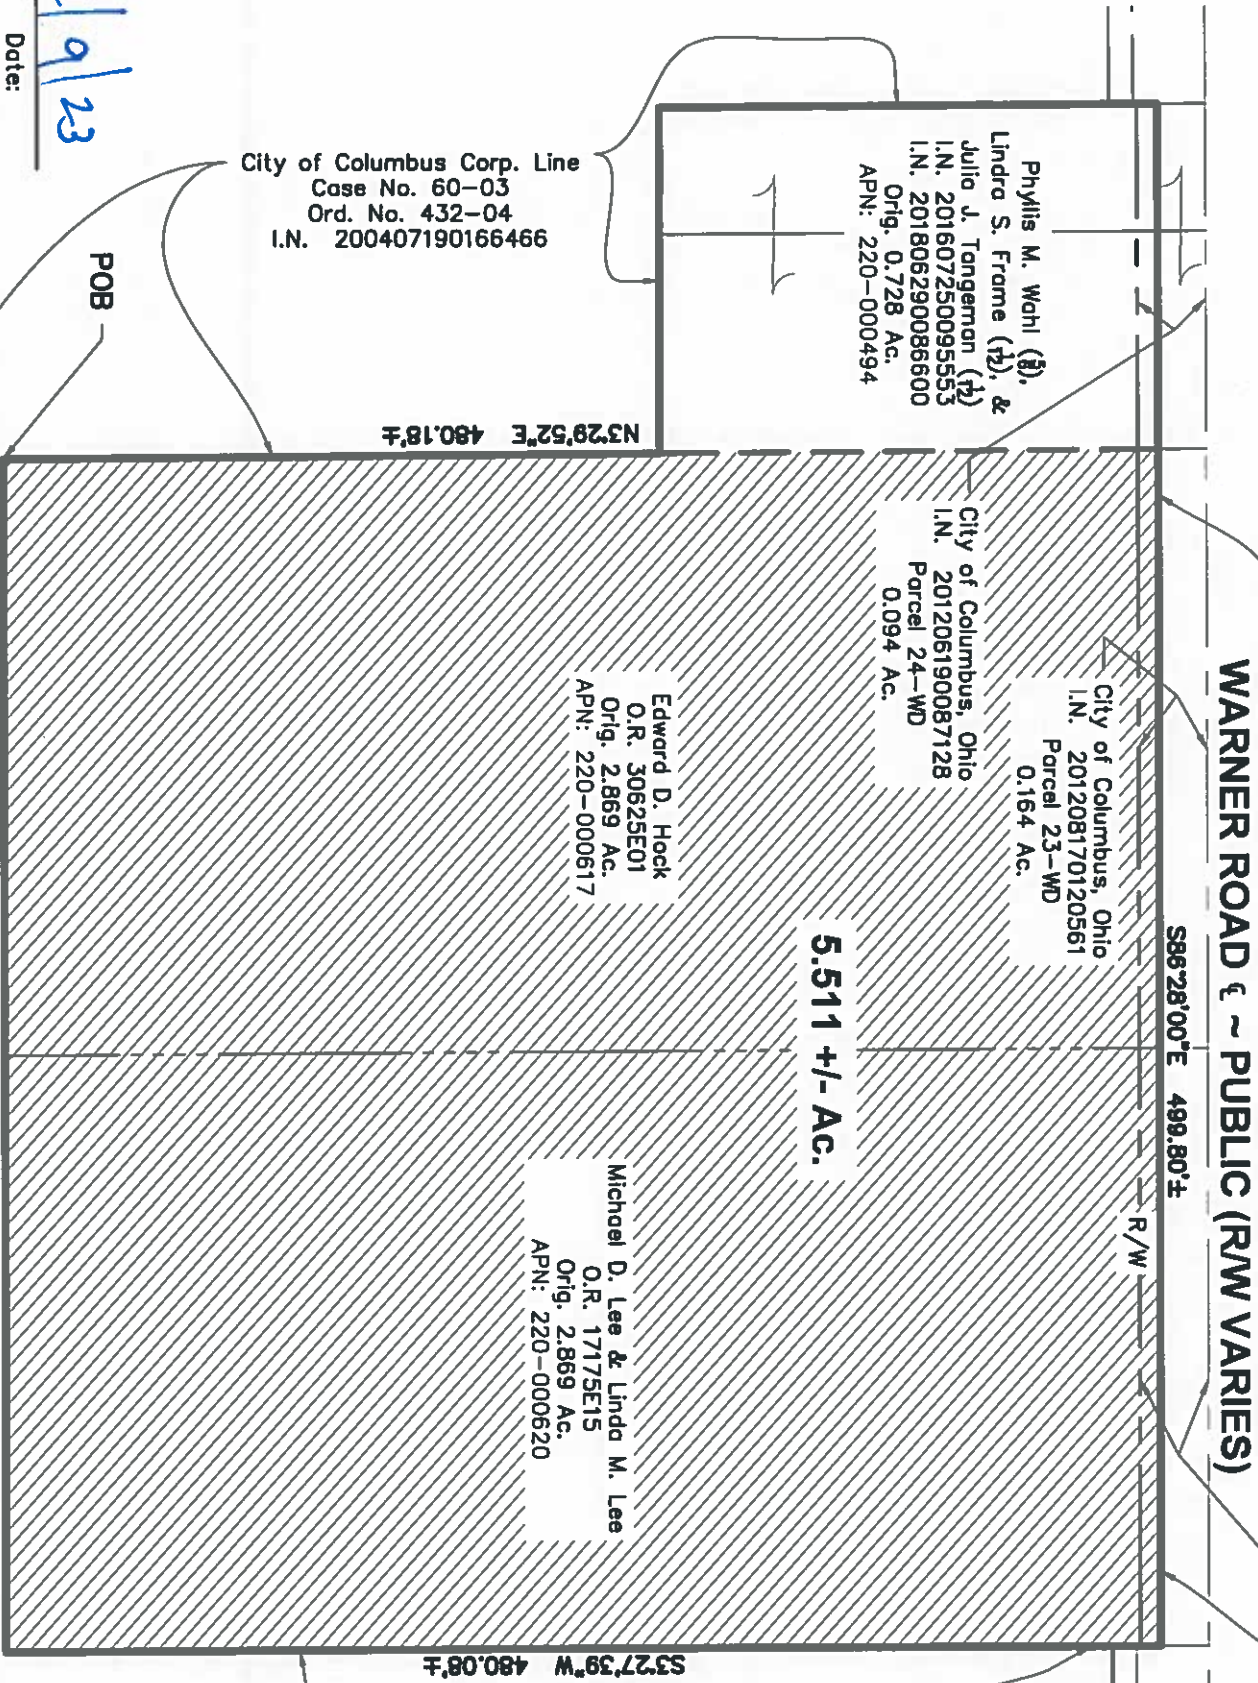 WARNER ROAD ℄ ~ PUBLIC (R/W VARIES)
S86°28'00"E 499.80'±
R/W
Phyllis M. Wahl (5/6),
Lindra S. Frame (1/12), &
Julia J. Tangeman (1/12)
I.N. 201607250095553
I.N. 201806290086600
Orig. 0.728 Ac.
APN: 220-000494
City of Columbus, Ohio
I.N. 201208170120561
Parcel 23-WD
0.164 Ac.
City of Columbus, Ohio
I.N. 201206190087128
Parcel 24-WD
0.094 Ac.
5.511 +/- Ac.
Edward D. Hock
O.R. 30625E01
Orig. 2.869 Ac.
APN: 220-000617
Michael D. Lee & Linda M. Lee
O.R. 17175E15
Orig. 2.869 Ac.
APN: 220-000620
N3°29'52"E 480.18'±
S3°27'39"W 480.08'±
City of Columbus Corp. Line
Case No. 60-03
Ord. No. 432-04
I.N. 200407190166466
POB
9/23
Date: